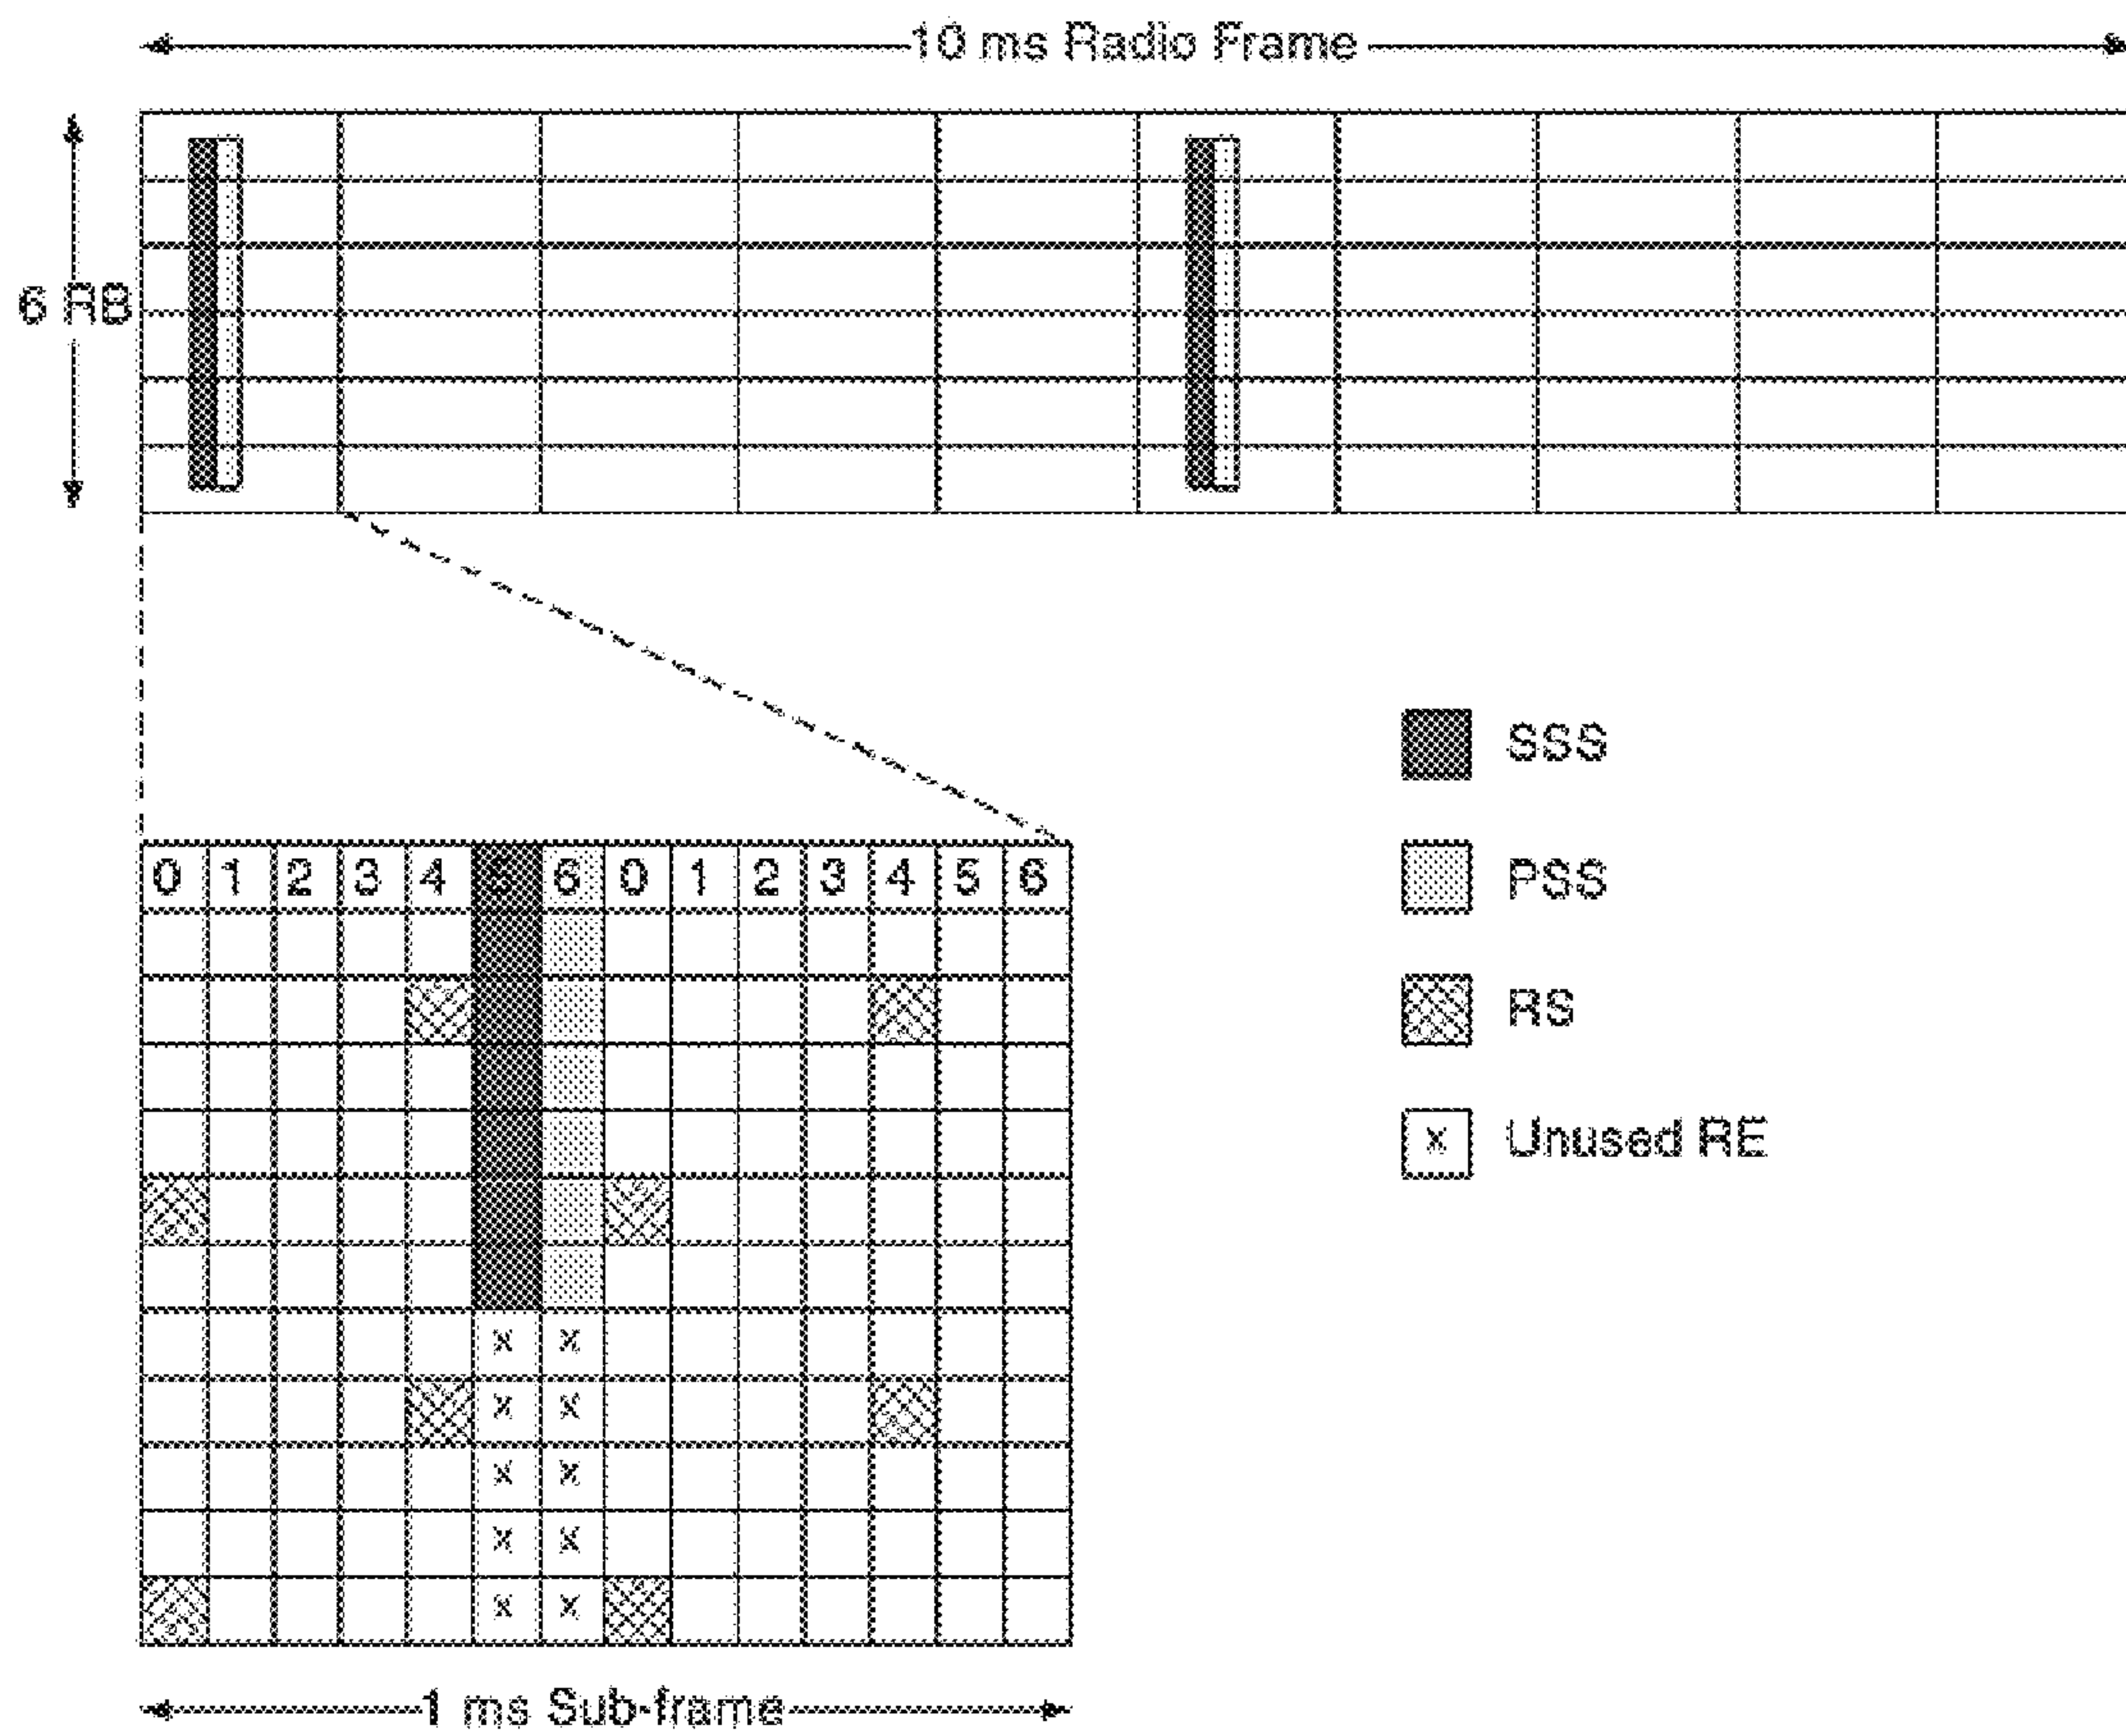 10 ms Radio Frame
6 RB
SSS
PSS
RS
x Unused RE
0 1 2 3 4 5 6 0 1 2 3 4 5 6
x x
x x
x x
x x
x x
1 ms Sub-frame